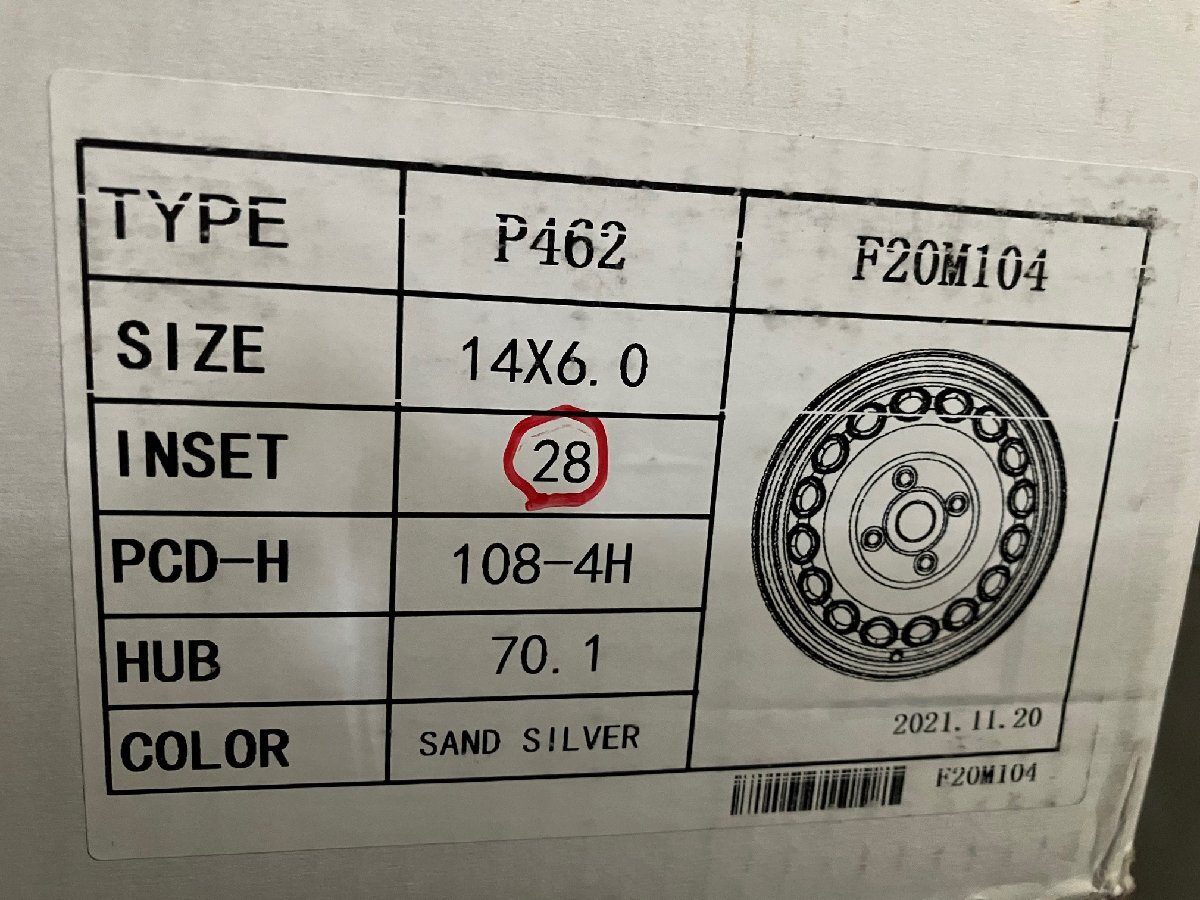 TYPE P462 F20M104
SIZE 14X6.0
INSET 28
PCD-H 108-4H
HUB 70.1
COLOR SAND SILVER
2021.11.20
F20M104